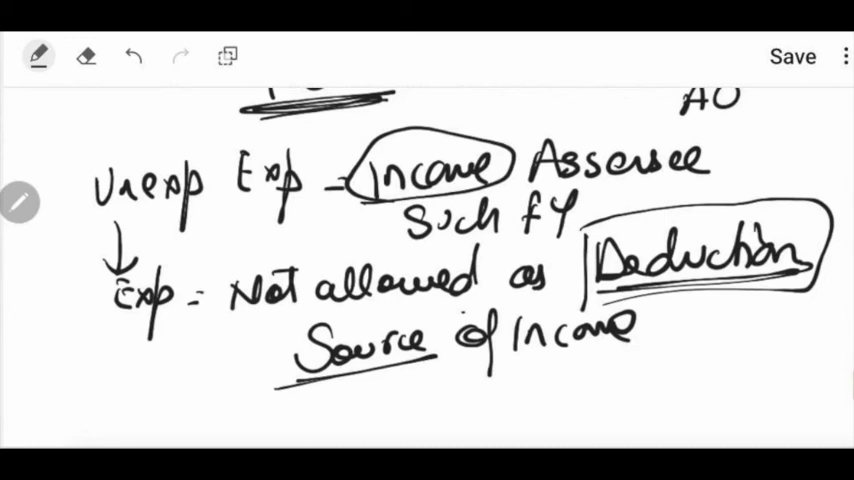 Save
AO
Unexp Exp - Income Assessee
Such FY
Exp - Not allowed as Deduction
Source of Income